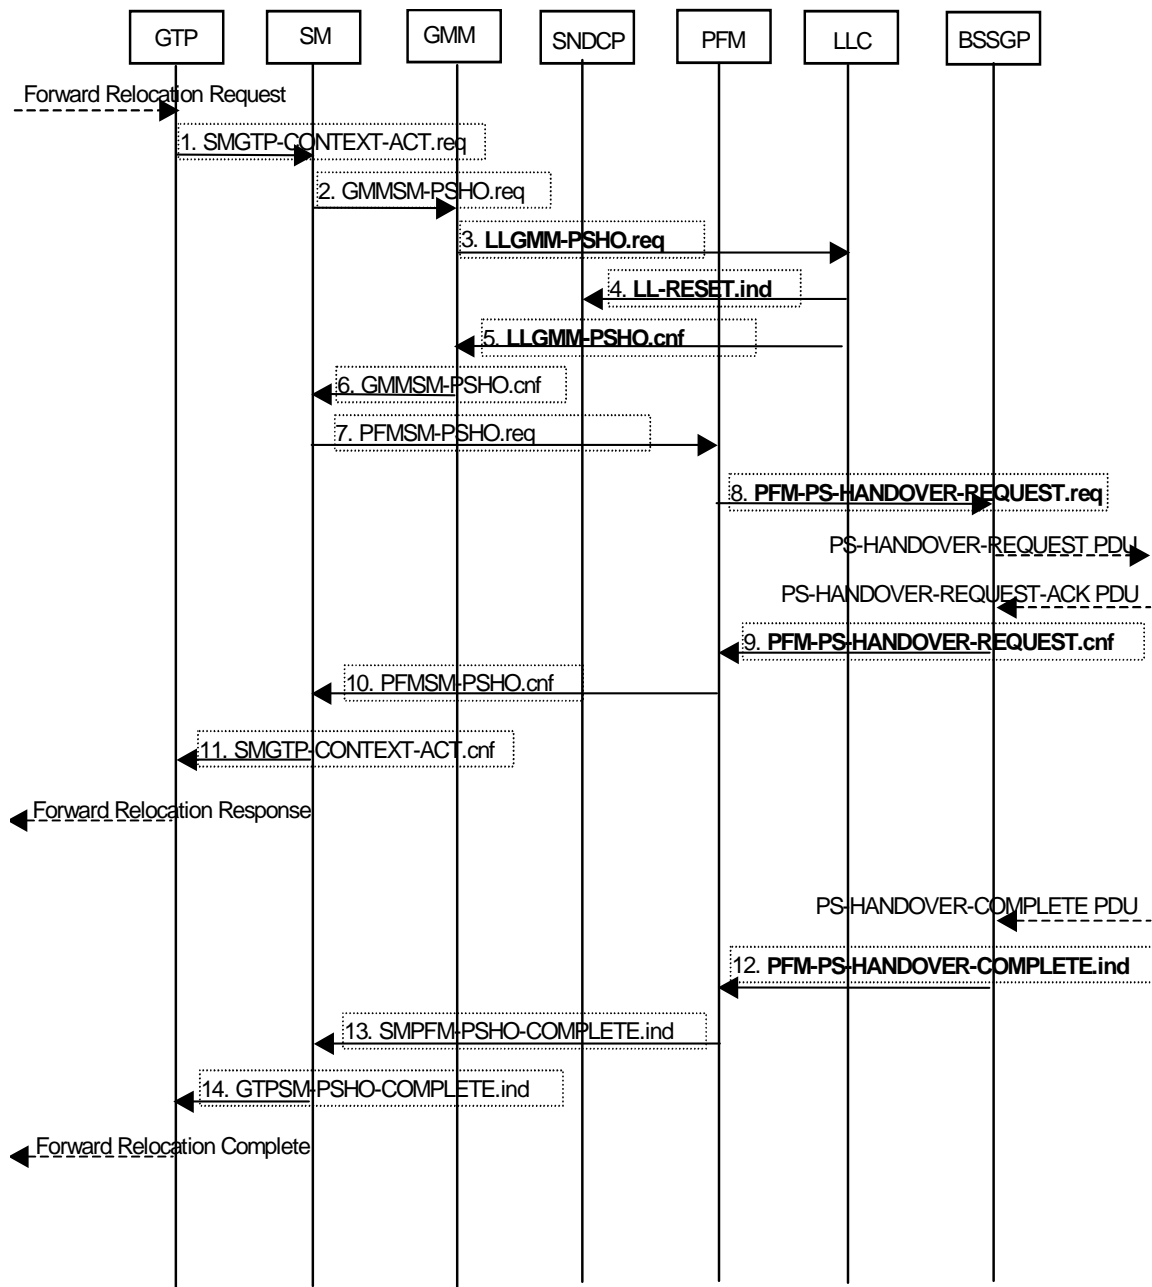 GTP SM GMM SNDCP PFM LLC BSSGP
Forward Relocation Request
1. SMGTP-CONTEXT-ACT.req
2. GMMSM-PSHO.req
3. LLGMM-PSHO.req
4. LL-RESET.ind
5. LLGMM-PSHO.cnf
6. GMMSM-PSHO.cnf
7. PFMSM-PSHO.req
8. PFM-PS-HANDOVER-REQUEST.req
PS-HANDOVER-REQUEST PDU
PS-HANDOVER-REQUEST-ACK PDU
9. PFM-PS-HANDOVER-REQUEST.cnf
10. PFMSM-PSHO.cnf
11. SMGTP-CONTEXT-ACT.cnf
Forward Relocation Response
PS-HANDOVER-COMPLETE PDU
12. PFM-PS-HANDOVER-COMPLETE.ind
13. SMPFM-PSHO-COMPLETE.ind
14. GTPSM-PSHO-COMPLETE.ind
Forward Relocation Complete